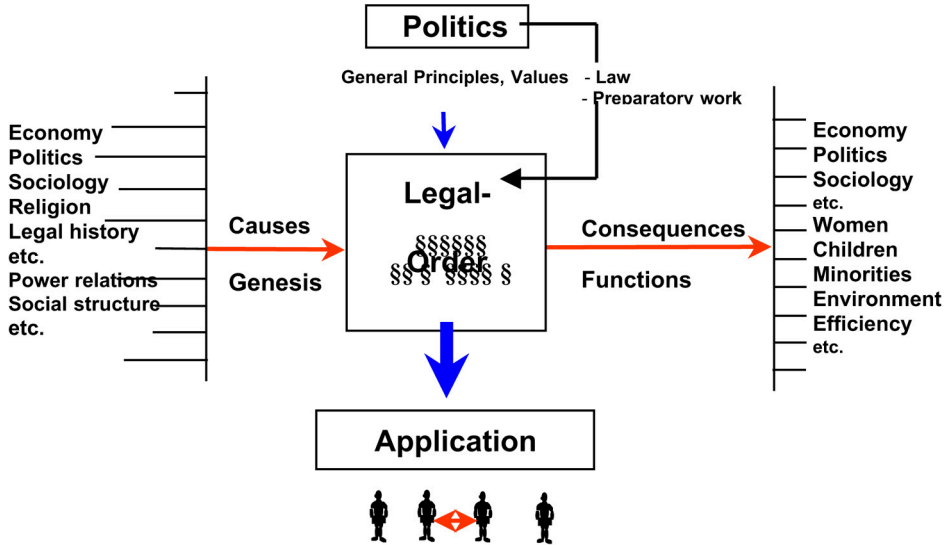 Politics
General Principles, Values - Law
- Preparatory work
Economy
Politics
Sociology
Religion
Legal history
etc.
Power relations
Social structure
etc.
Causes
Genesis
Legal-
§§§§§§
Order
§§ § §§§§ §
Consequences
Functions
Economy
Politics
Sociology
etc.
Women
Children
Minorities
Environment
Efficiency
etc.
Application